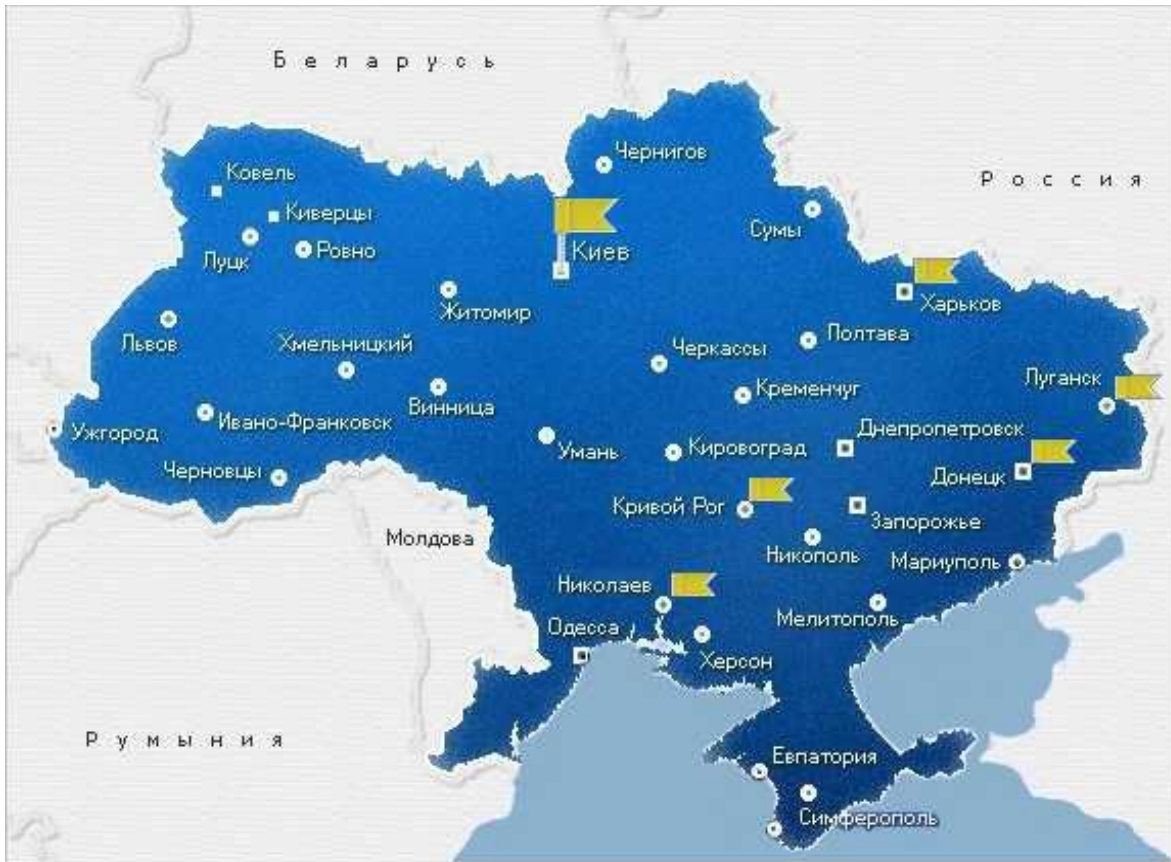 Беларусь
Чернигов
Россия
Ковель
Киверцы
Сумы
Луцк
Ровно
Киев
Харьков
Житомир
Львов
Хмельницкий
Полтава
Черкассы
Луганск
Кременчуг
Винница
Ивано-Франковск
Ужгород
Днепропетровск
Умань
Кировоград
Черновцы
Донецк
Кривой Рог
Запорожье
Молдова
Никополь
Мариуполь
Николаев
Мелитополь
Одесса
Херсон
Румыния
Евпатория
Симферополь